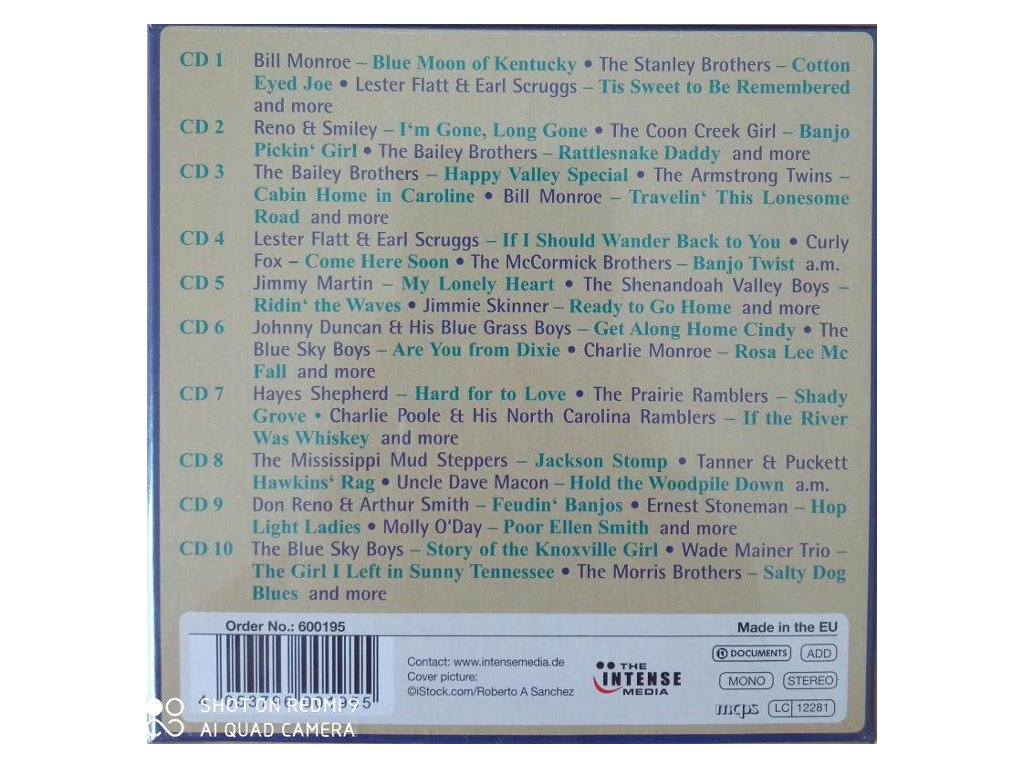 CD 1 Bill Monroe – Blue Moon of Kentucky • The Stanley Brothers – Cotton
Eyed Joe • Lester Flatt & Earl Scruggs – Tis Sweet to Be Remembered
and more
CD 2 Reno & Smiley – I‘m Gone, Long Gone • The Coon Creek Girl – Banjo
Pickin‘ Girl • The Bailey Brothers – Rattlesnake Daddy and more
CD 3 The Bailey Brothers – Happy Valley Special • The Armstrong Twins –
Cabin Home in Caroline • Bill Monroe – Travelin‘ This Lonesome
Road and more
CD 4 Lester Flatt & Earl Scruggs – If I Should Wander Back to You • Curly
Fox – Come Here Soon • The McCormick Brothers – Banjo Twist a.m.
CD 5 Jimmy Martin – My Lonely Heart • The Shenandoah Valley Boys –
Ridin‘ the Waves • Jimmie Skinner – Ready to Go Home and more
CD 6 Johnny Duncan & His Blue Grass Boys – Get Along Home Cindy • The
Blue Sky Boys – Are You from Dixie • Charlie Monroe – Rosa Lee Mc
Fall and more
CD 7 Hayes Shepherd – Hard for to Love • The Prairie Ramblers – Shady
Grove • Charlie Poole & His North Carolina Ramblers – If the River
Was Whiskey and more
CD 8 The Mississippi Mud Steppers – Jackson Stomp • Tanner & Puckett
Hawkins‘ Rag • Uncle Dave Macon – Hold the Woodpile Down a.m.
CD 9 Don Reno & Arthur Smith – Feudin‘ Banjos • Ernest Stoneman – Hop
Light Ladies • Molly O‘Day – Poor Ellen Smith and more
CD 10 The Blue Sky Boys – Story of the Knoxville Girl • Wade Mainer Trio –
The Girl I Left in Sunny Tennessee • The Morris Brothers – Salty Dog
Blues and more
Order No.: 600195
Made in the EU
Contact: www.intensemedia.de
Cover picture:
©iStock.com/Roberto A Sanchez
THE
INTENSE
MEDIA
DOCUMENTS ADD
MONO STEREO
mcps LC 12281
SHOT ON REDMI 9
AI QUAD CAMERA